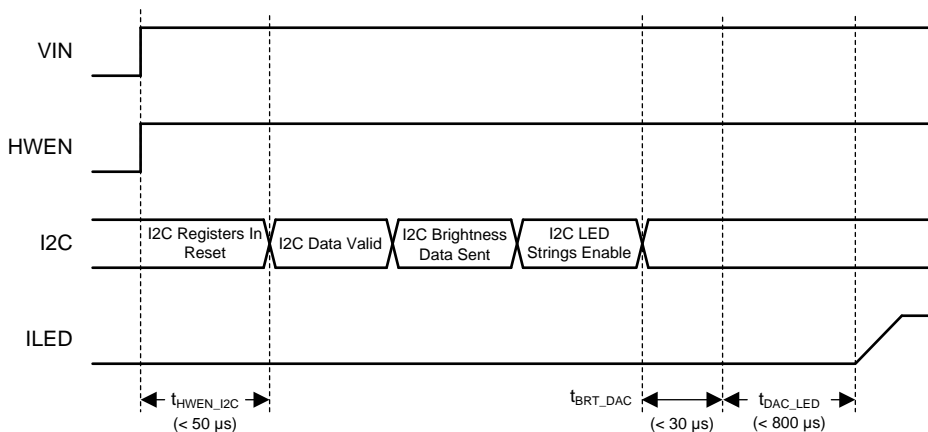 VIN
HWEN
I2C
I2C Registers In
Reset
I2C Data Valid
I2C Brightness
Data Sent
I2C LED
Strings Enable
ILED
tHWEN_I2C
(< 50 µs)
tBRT_DAC
(< 30 µs)
tDAC_LED
(< 800 µs)